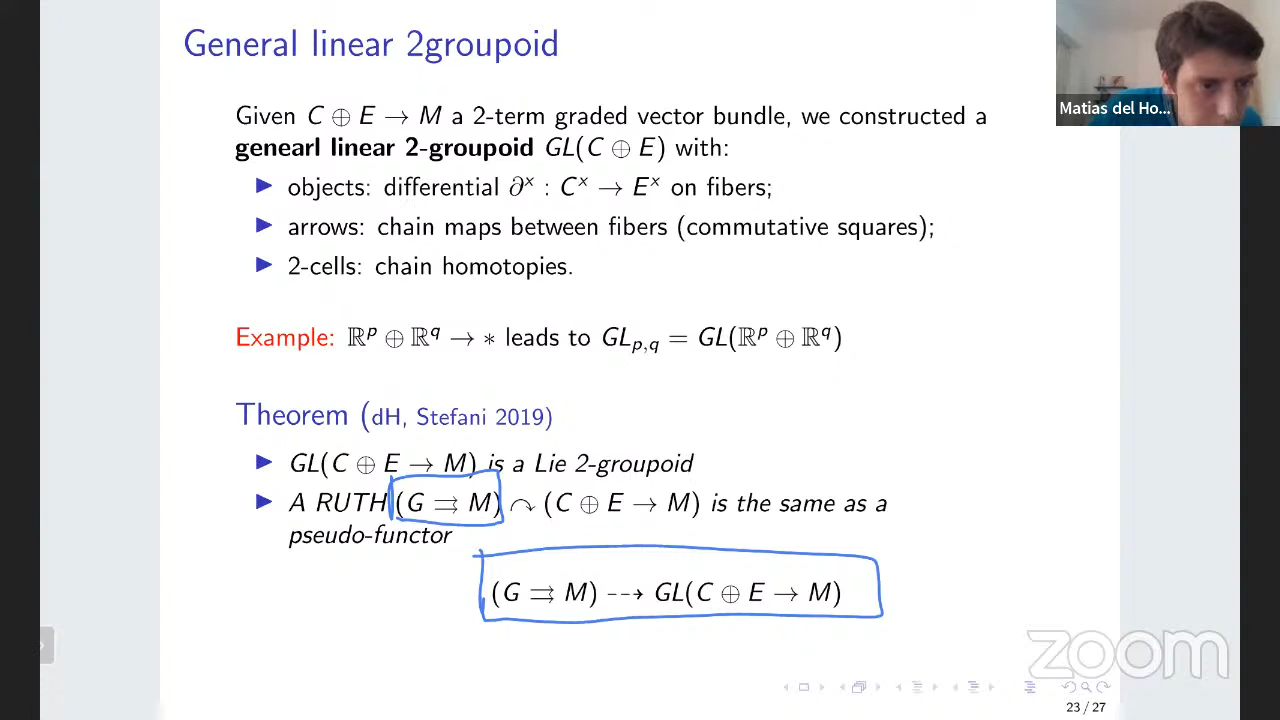 General linear 2groupoid
Matias del Ho...
Given C ⊕ E → M a 2-term graded vector bundle, we constructed a
genearl linear 2-groupoid GL(C ⊕ E) with:
▶ objects: differential ∂ˣ : Cˣ → Eˣ on fibers;
▶ arrows: chain maps between fibers (commutative squares);
▶ 2-cells: chain homotopies.
Example: ℝᵖ ⊕ ℝ^q → * leads to GL_{p,q} = GL(ℝᵖ ⊕ ℝ^q)
Theorem (dH, Stefani 2019)
▶ GL(C ⊕ E → M) is a Lie 2-groupoid
▶ A RUTH (G ⇉ M) ↷ (C ⊕ E → M) is the same as a
pseudo-functor
(G ⇉ M) ⇢ GL(C ⊕ E → M)
zoom
23 / 27